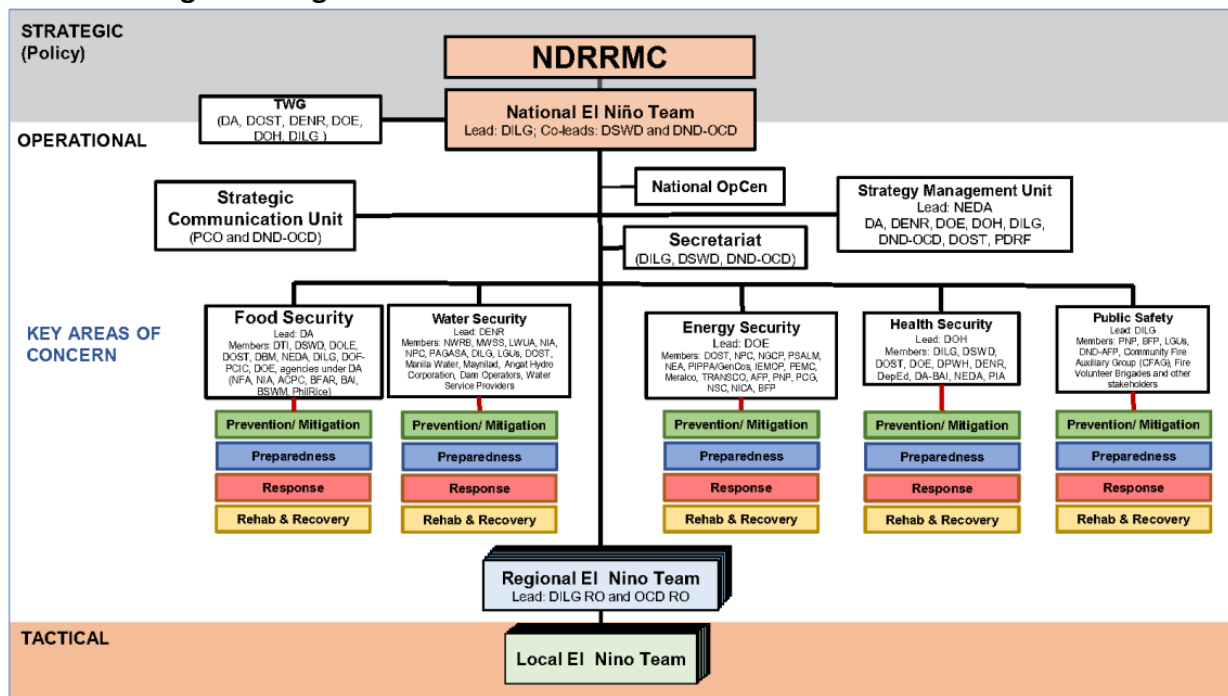 STRATEGIC
(Policy)
NDRRMC
TWG
(DA, DOST, DENR, DOE,
DOH, DILG )
National El Niño Team
Lead: DILG; Co-leads: DSWD and DND-OCD
OPERATIONAL
National OpCen
Strategic
Communication Unit
(PCO and DND-OCD)
Strategy Management Unit
Lead: NEDA
DA, DENR, DOE, DOH, DILG,
DND-OCD, DOST, PDRF
Secretariat
(DILG, DSWD, DND-OCD)
KEY AREAS OF
CONCERN
Food Security
Lead: DA
Members: DTI, DSWD, DOLE,
DOST, DBM, NEDA, DILG, DOF-
PCIC, DOE, agencies under DA
(NFA, NIA, ACPC, BFAR, BAI,
BSWM, PhilRice)
Prevention/ Mitigation
Preparedness
Response
Rehab & Recovery
Water Security
Lead: DENR
Members: NWRB, MWSS, LWUA, NIA,
NPC, PAGASA, DILG, LGUs, DOST,
Manila Water, Maynilad, Angat Hydro
Corporation, Dam Operators, Water
Service Providers
Prevention/ Mitigation
Preparedness
Response
Rehab & Recovery
Energy Security
Lead: DOE
Members: DOST, NPC, NGCP, PSALM,
NEA, PIPPA/GenCos, IEMOP, PEMC,
Meralco, TRANSCO, AFP, PNP, PCG,
NSC, NICA, BFP
Prevention/ Mitigation
Preparedness
Response
Rehab & Recovery
Health Security
Lead: DOH
Members: DILG, DSWD,
DOST, DOE, DPWH, DENR,
DepEd, DA-BAI, NEDA, PIA
Prevention/ Mitigation
Preparedness
Response
Rehab & Recovery
Public Safety
Lead: DILG
Members: PNP, BFP, LGUs,
DND-AFP, Community Fire
Auxiliary Group (CFAG), Fire
Volunteer Brigades and other
stakeholders
Prevention/ Mitigation
Preparedness
Response
Rehab & Recovery
Regional El Nino Team
Lead: DILG RO and OCD RO
TACTICAL
Local El Nino Team